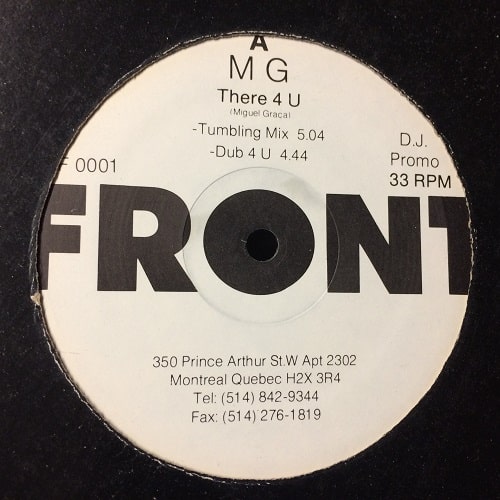 A
M G
There 4 U
(Miguel Graca)
-Tumbling Mix 5.04
-Dub 4 U 4.44
D.J.
Promo
33 RPM
F 0001
FRONT
350 Prince Arthur St.W Apt 2302
Montreal Quebec H2X 3R4
Tel: (514) 842-9344
Fax: (514) 276-1819